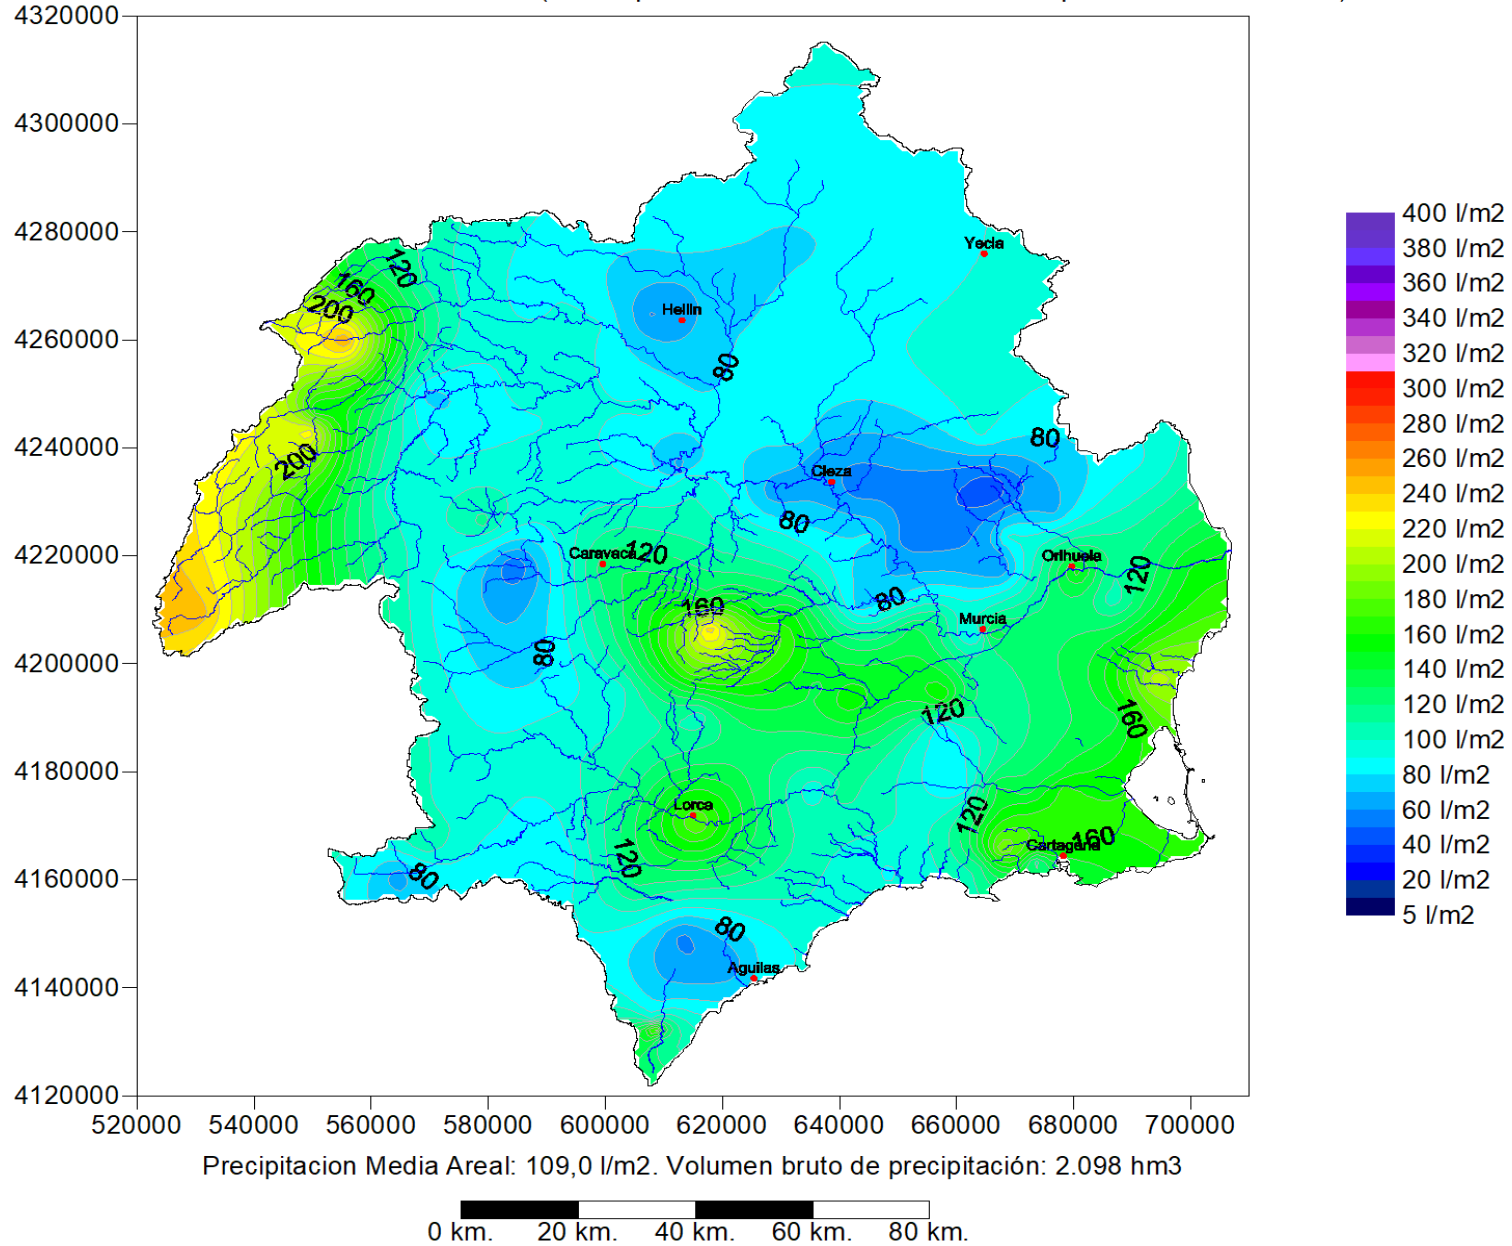 4320000
4300000
4280000
4260000
4240000
4220000
4200000
4180000
4160000
4140000
4120000
520000 540000 560000 580000 600000 620000 640000 660000 680000 700000
Yecla
120
160
200
Hellin
80
200
80
Cieza
80
Caravaca
120
Orihuela
120
160
80
Murcia
80
120
160
Lorca
120
120
Cartagena
160
80
80
Aguilas
400 l/m2
380 l/m2
360 l/m2
340 l/m2
320 l/m2
300 l/m2
280 l/m2
260 l/m2
240 l/m2
220 l/m2
200 l/m2
180 l/m2
160 l/m2
140 l/m2
120 l/m2
100 l/m2
80 l/m2
60 l/m2
40 l/m2
20 l/m2
5 l/m2
Precipitacion Media Areal: 109,0 l/m2. Volumen bruto de precipitación: 2.098 hm3
0 km. 20 km. 40 km. 60 km. 80 km.